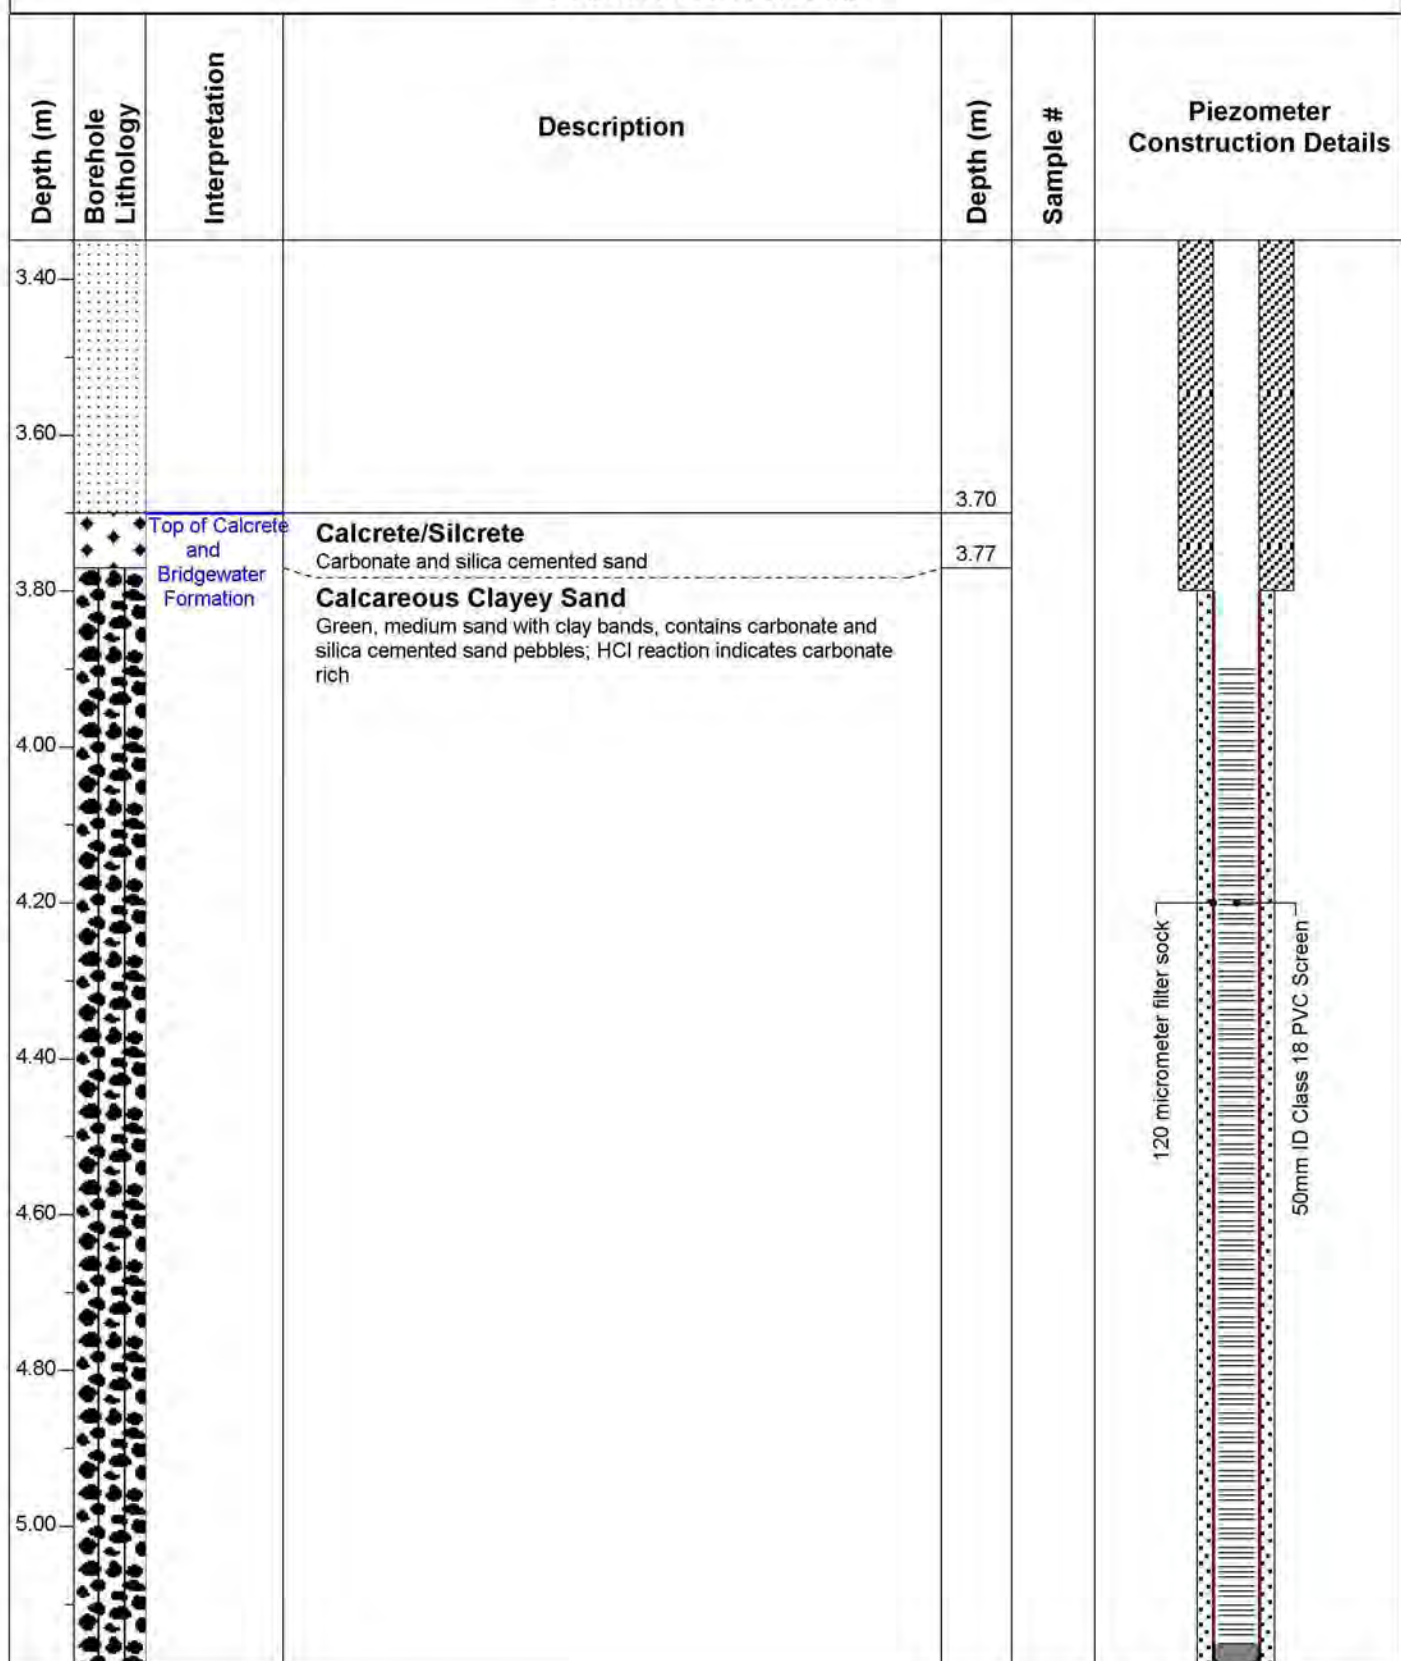 Depth (m)
Borehole
Lithology
Interpretation
Description
Depth (m)
Sample #
Piezometer
Construction Details
3.40
3.60
3.70
Top of Calcrete
and
Bridgewater
Formation
Calcrete/Silcrete
Carbonate and silica cemented sand
3.77
3.80
Calcareous Clayey Sand
Green, medium sand with clay bands, contains carbonate and
silica cemented sand pebbles; HCl reaction indicates carbonate
rich
4.00
4.20
120 micrometer filter sock
50mm ID Class 18 PVC Screen
4.40
4.60
4.80
5.00